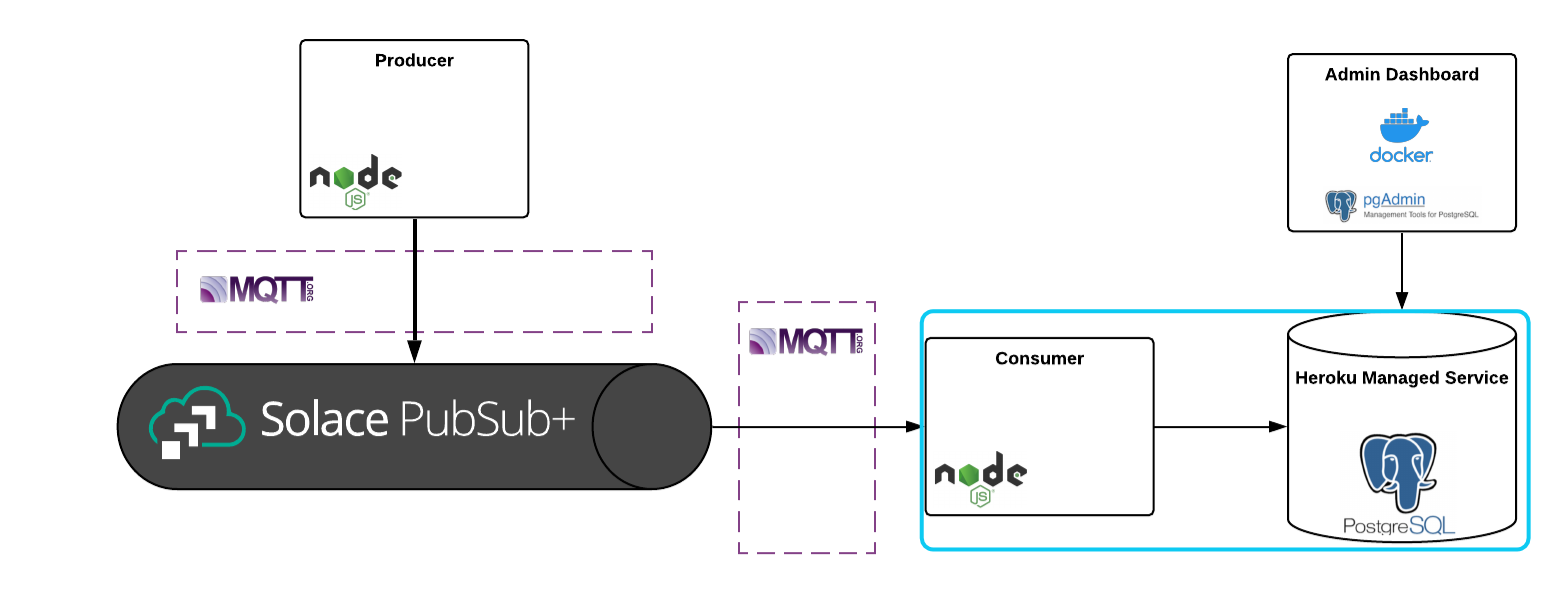 Producer
node
JS
MQTT
.ORG
Solace PubSub+
MQTT
.ORG
Admin Dashboard
docker
pgAdmin
Management Tools for PostgreSQL
Consumer
node
JS
Heroku Managed Service
PostgreSQL